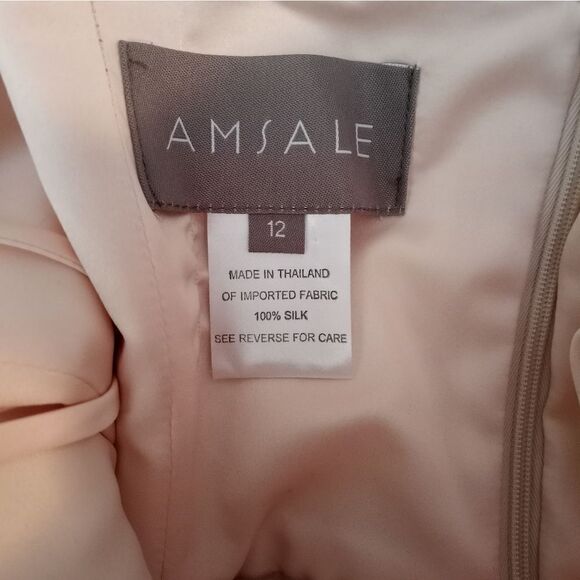 AMSALE
12
MADE IN THAILAND
OF IMPORTED FABRIC
100% SILK
SEE REVERSE FOR CARE